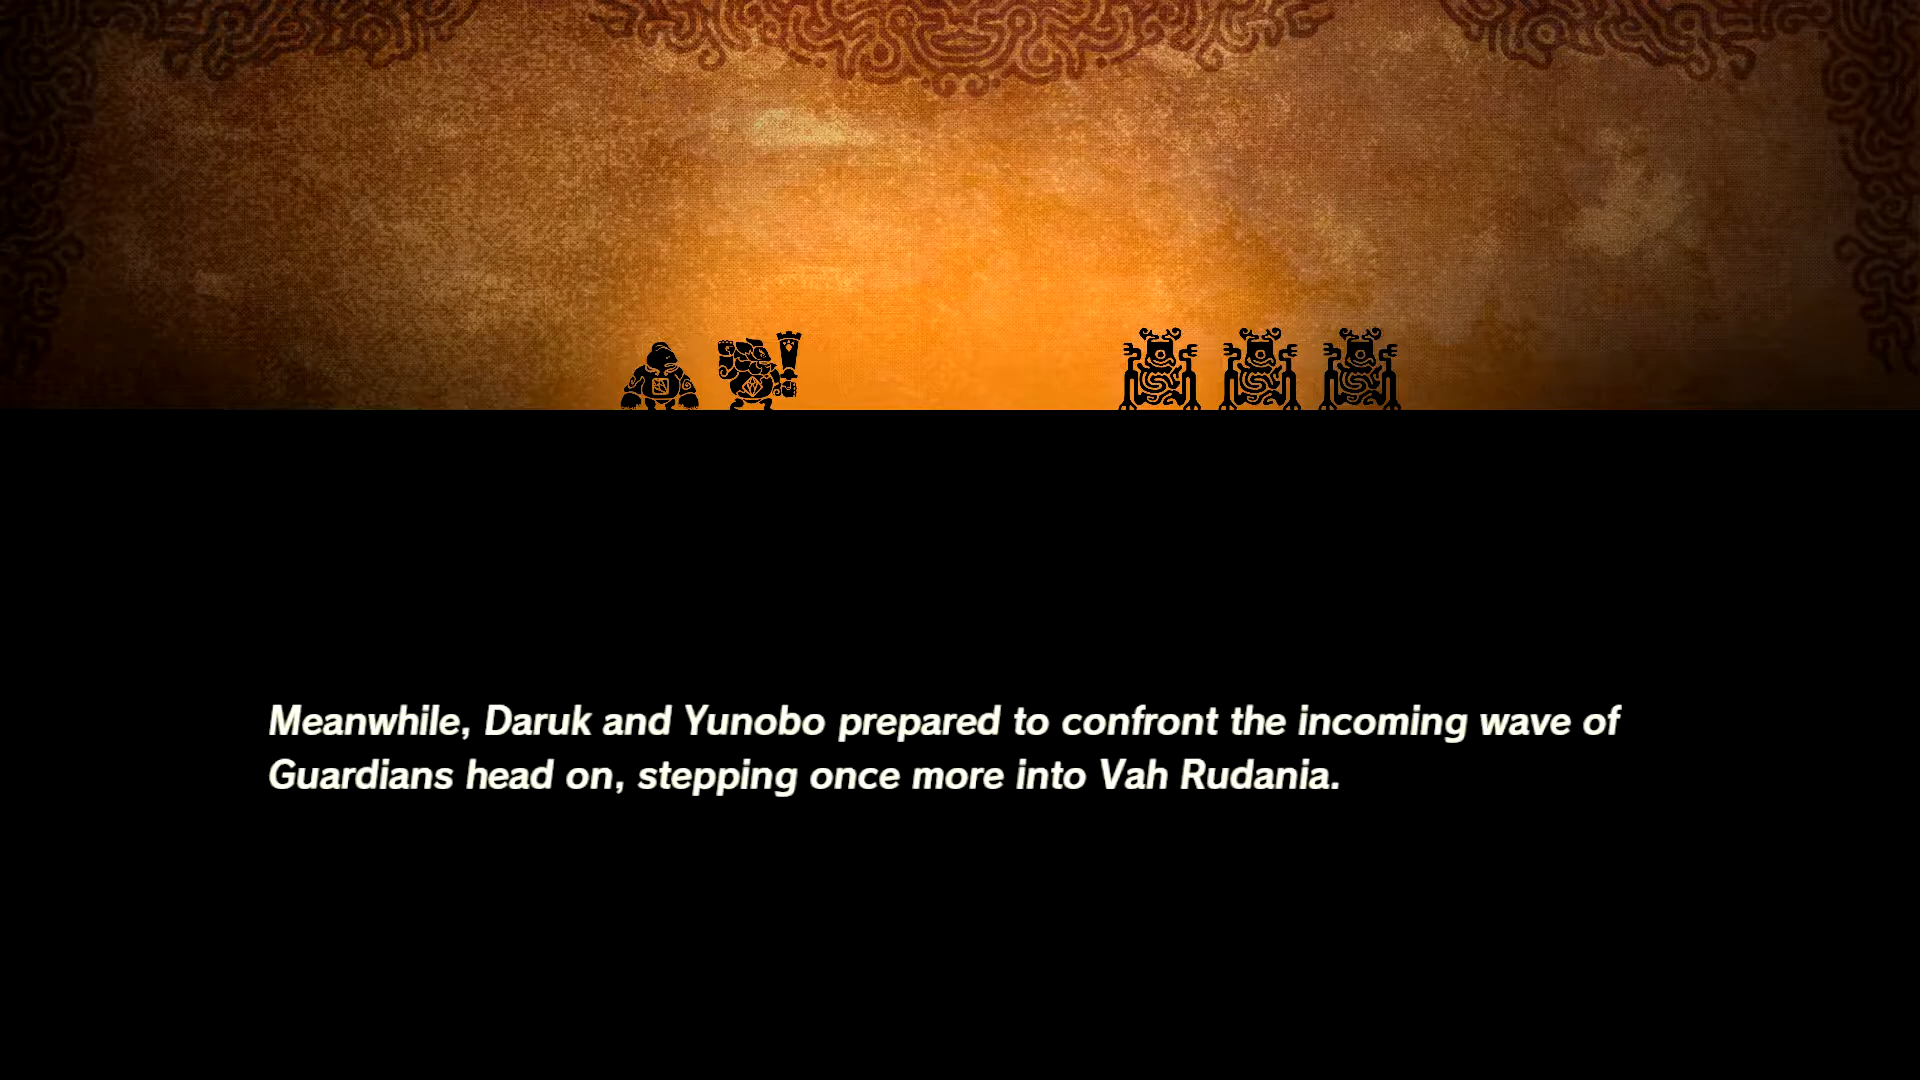 Meanwhile, Daruk and Yunobo prepared to confront the incoming wave of
Guardians head on, stepping once more into Vah Rudania.